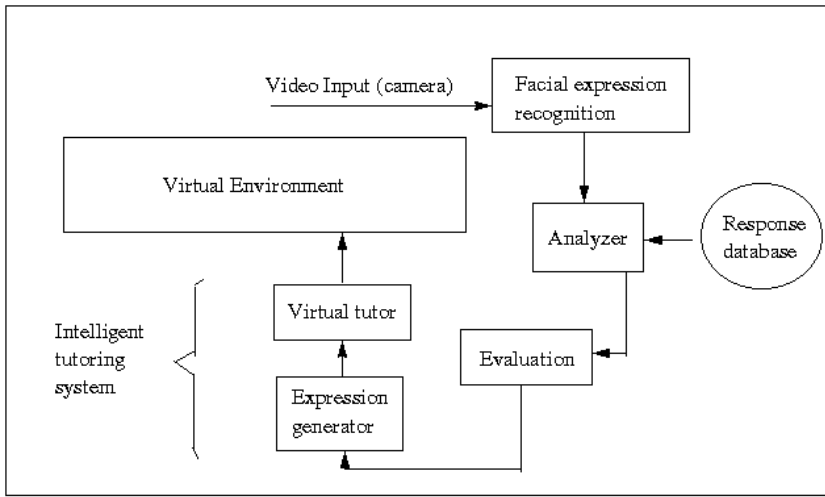 Video Input (camera)
Facial expression
recognition
Virtual Environment
Analyzer
Response
database
Virtual tutor
Intelligent
tutoring
system
Evaluation
Expression
generator